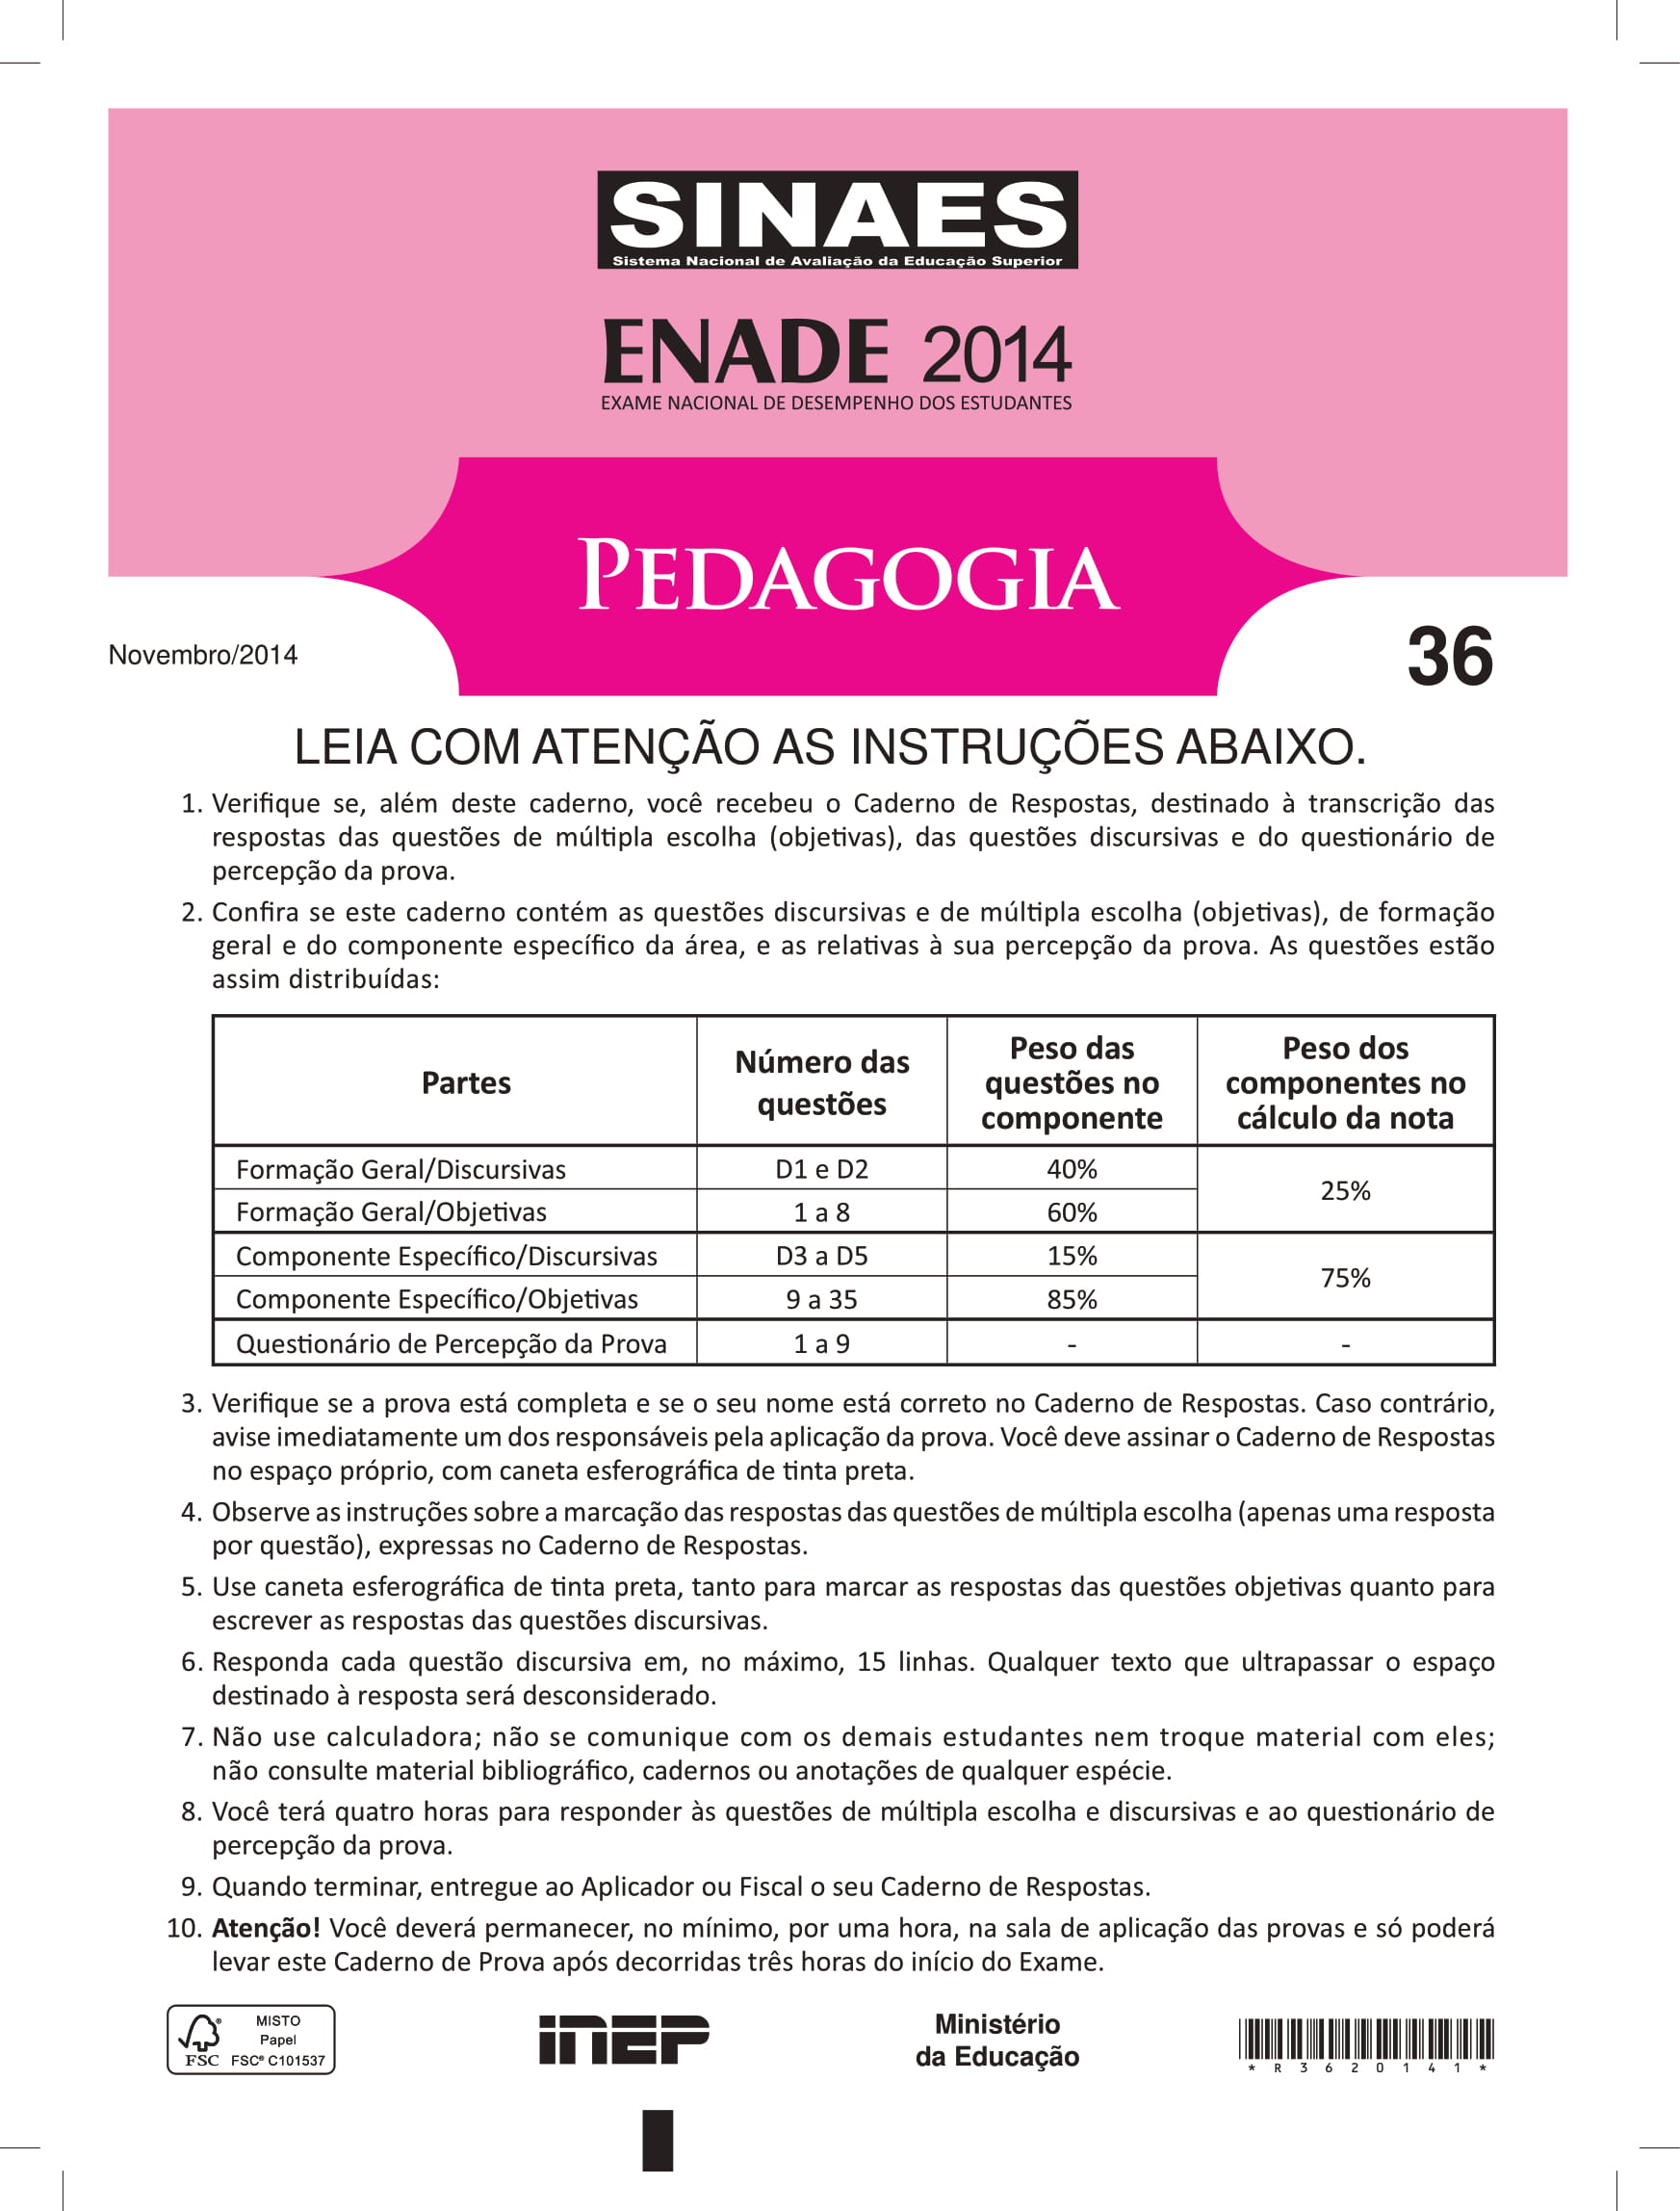 SINAES
Sistema Nacional de Avaliação da Educação Superior
ENADE 2014
EXAME NACIONAL DE DESEMPENHO DOS ESTUDANTES
PEDAGOGIA
Novembro/2014
36
LEIA COM ATENÇÃO AS INSTRUÇÕES ABAIXO.
1. Verifique se, além deste caderno, você recebeu o Caderno de Respostas, destinado à transcrição das
respostas das questões de múltipla escolha (objetivas), das questões discursivas e do questionário de
percepção da prova.
2. Confira se este caderno contém as questões discursivas e de múltipla escolha (objetivas), de formação
geral e do componente específico da área, e as relativas à sua percepção da prova. As questões estão
assim distribuídas:
Partes | Número das questões | Peso das questões no componente | Peso dos componentes no cálculo da nota
Formação Geral/Discursivas | D1 e D2 | 40% | 25%
Formação Geral/Objetivas | 1 a 8 | 60%
Componente Específico/Discursivas | D3 a D5 | 15% | 75%
Componente Específico/Objetivas | 9 a 35 | 85%
Questionário de Percepção da Prova | 1 a 9 | - | -
3. Verifique se a prova está completa e se o seu nome está correto no Caderno de Respostas. Caso contrário,
avise imediatamente um dos responsáveis pela aplicação da prova. Você deve assinar o Caderno de Respostas
no espaço próprio, com caneta esferográfica de tinta preta.
4. Observe as instruções sobre a marcação das respostas das questões de múltipla escolha (apenas uma resposta
por questão), expressas no Caderno de Respostas.
5. Use caneta esferográfica de tinta preta, tanto para marcar as respostas das questões objetivas quanto para
escrever as respostas das questões discursivas.
6. Responda cada questão discursiva em, no máximo, 15 linhas. Qualquer texto que ultrapassar o espaço
destinado à resposta será desconsiderado.
7. Não use calculadora; não se comunique com os demais estudantes nem troque material com eles;
não consulte material bibliográfico, cadernos ou anotações de qualquer espécie.
8. Você terá quatro horas para responder às questões de múltipla escolha e discursivas e ao questionário de
percepção da prova.
9. Quando terminar, entregue ao Aplicador ou Fiscal o seu Caderno de Respostas.
10. Atenção! Você deverá permanecer, no mínimo, por uma hora, na sala de aplicação das provas e só poderá
levar este Caderno de Prova após decorridas três horas do início do Exame.
MISTO
Papel
FSC FSC® C101537
INEP
Ministério
da Educação
* R 3 6 2 0 1 4 1 *